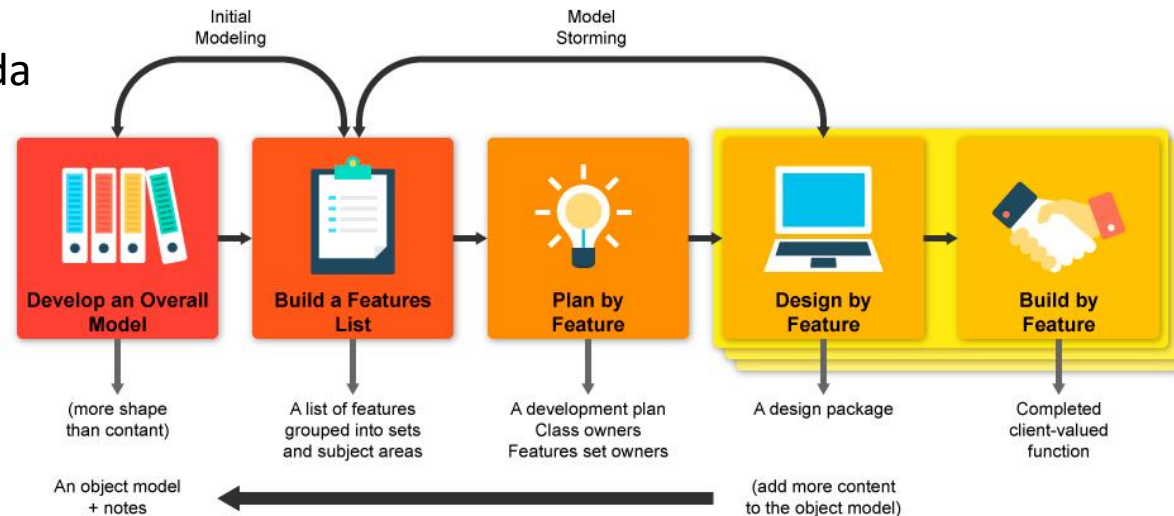 Initial
Modeling
Model
Storming
da
Develop an Overall
Model
Build a Features
List
Plan by
Feature
Design by
Feature
Build by
Feature
(more shape
than contant)
A list of features
grouped into sets
and subject areas
A development plan
Class owners
Features set owners
A design package
Completed
client-valued
function
An object model
+ notes
(add more content
to the object model)